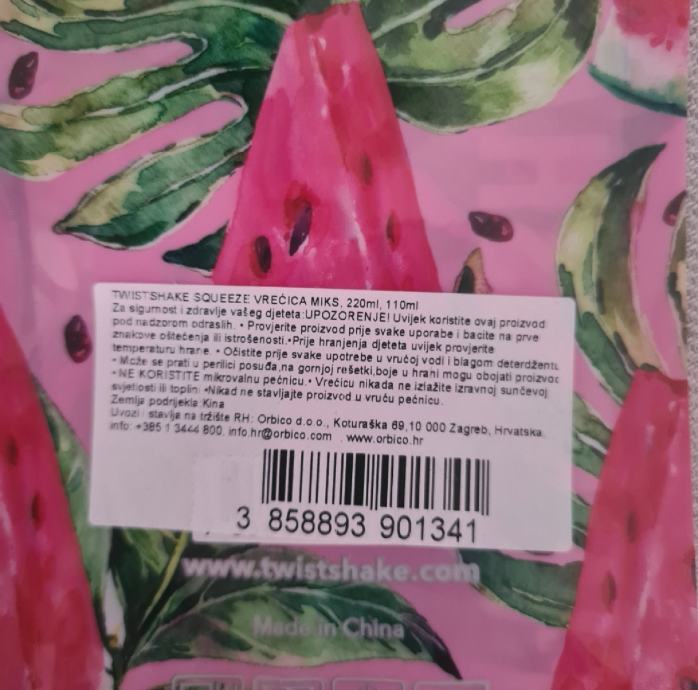 TWISTSHAKE SQUEEZE VREĆICA MIKS, 220ml, 110ml
Za sigurnost i zdravlje vašeg djeteta:UPOZORENJE! Uvijek koristite ovaj proizvod
pod nadzorom odraslih. • Provjerite proizvod prije svake uporabe i bacite na prve
znakove oštećenja ili istrošenosti.•Prije hranjenja djeteta uvijek provjerite
temperaturu hrane. • Očistite prije svake upotrebe u vrućoj vodi i blagom deterdžentu
• Može se prati u perilici posuđa,na gornjoj rešetki,boje u hrani mogu obojati proizvod
•NE KORISTITE mikrovalnu pećnicu.• Vrećicu nikada ne izlažite izravnoj sunčevoj
svjetlosti ili toplini •Nikad ne stavljajte proizvod u vruću pećnicu.
Zemlja podrijekla Kina
Uvozi i stavlja na tržište RH: Orbico d.o.o., Koturaška 69,10 000 Zagreb, Hrvatska
info: +385 1 3444 800, info.hr@orbico.com . www.orbico.hr
3 858893 901341
www.twistshake.com
Made in China